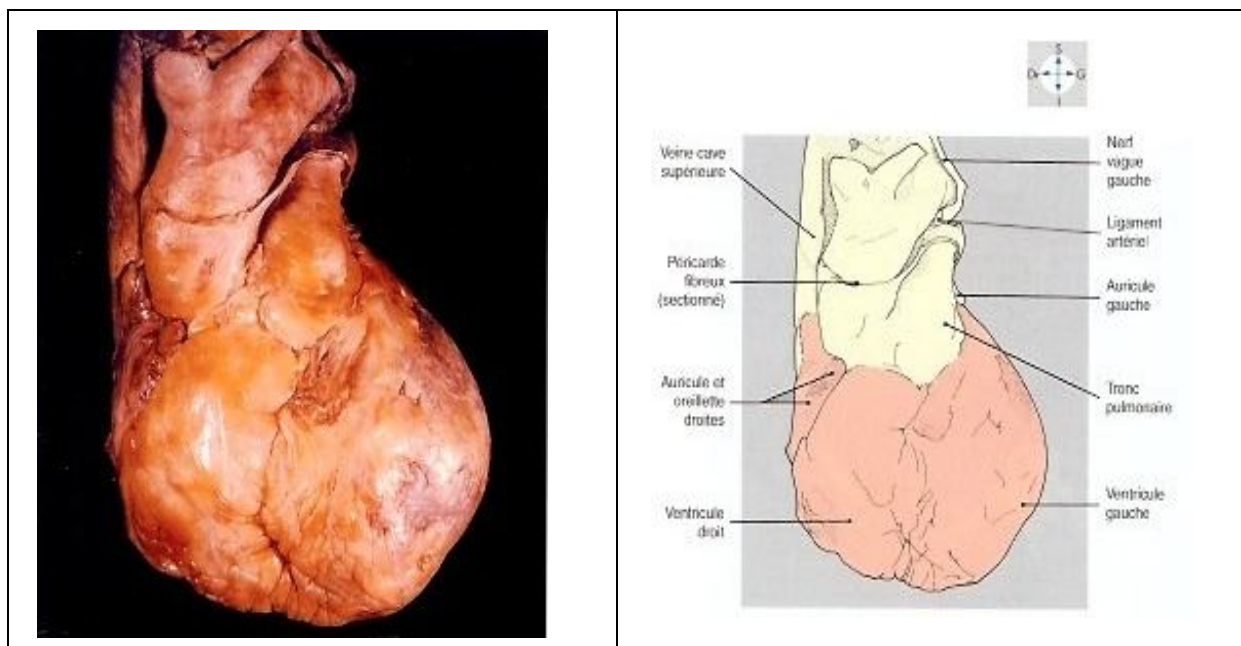 S
D G
I
Veine cave
supérieure
Péricarde
fibreux
(sectionné)
Auricule et
oreillette
droites
Ventricule
droit
Nerf
vague
gauche
Ligament
artériel
Auricule
gauche
Tronc
pulmonaire
Ventricule
gauche